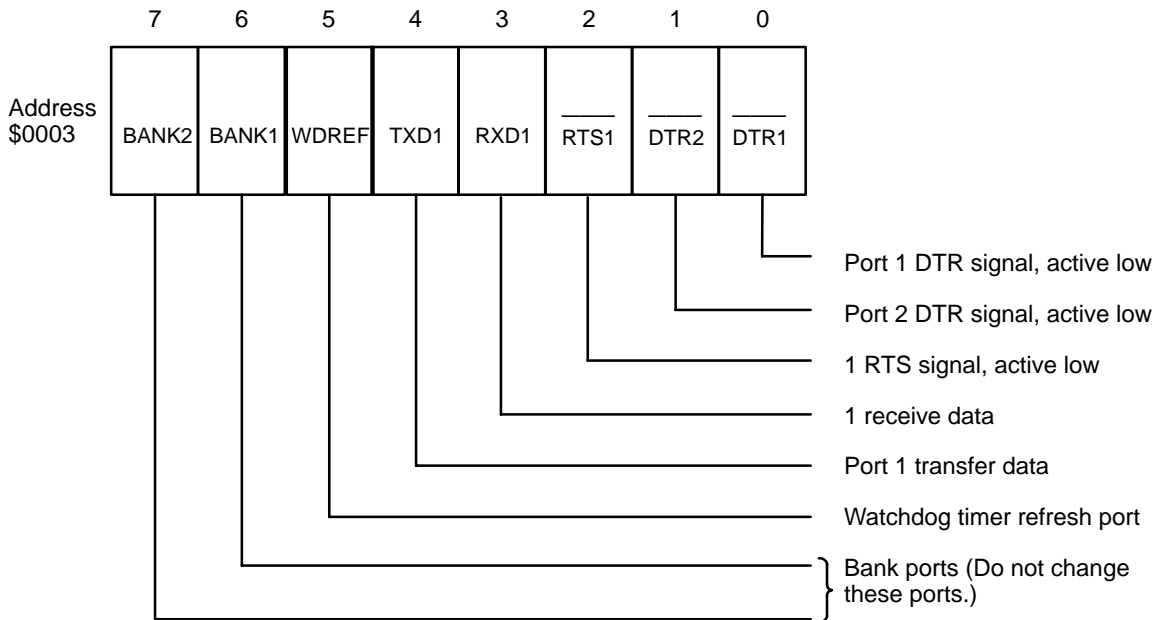 7 6 5 4 3 2 1 0
Address
$0003
BANK2 BANK1 WDREF TXD1 RXD1 RTS1 DTR2 DTR1
Port 1 DTR signal, active low
Port 2 DTR signal, active low
1 RTS signal, active low
1 receive data
Port 1 transfer data
Watchdog timer refresh port
Bank ports (Do not change
these ports.)